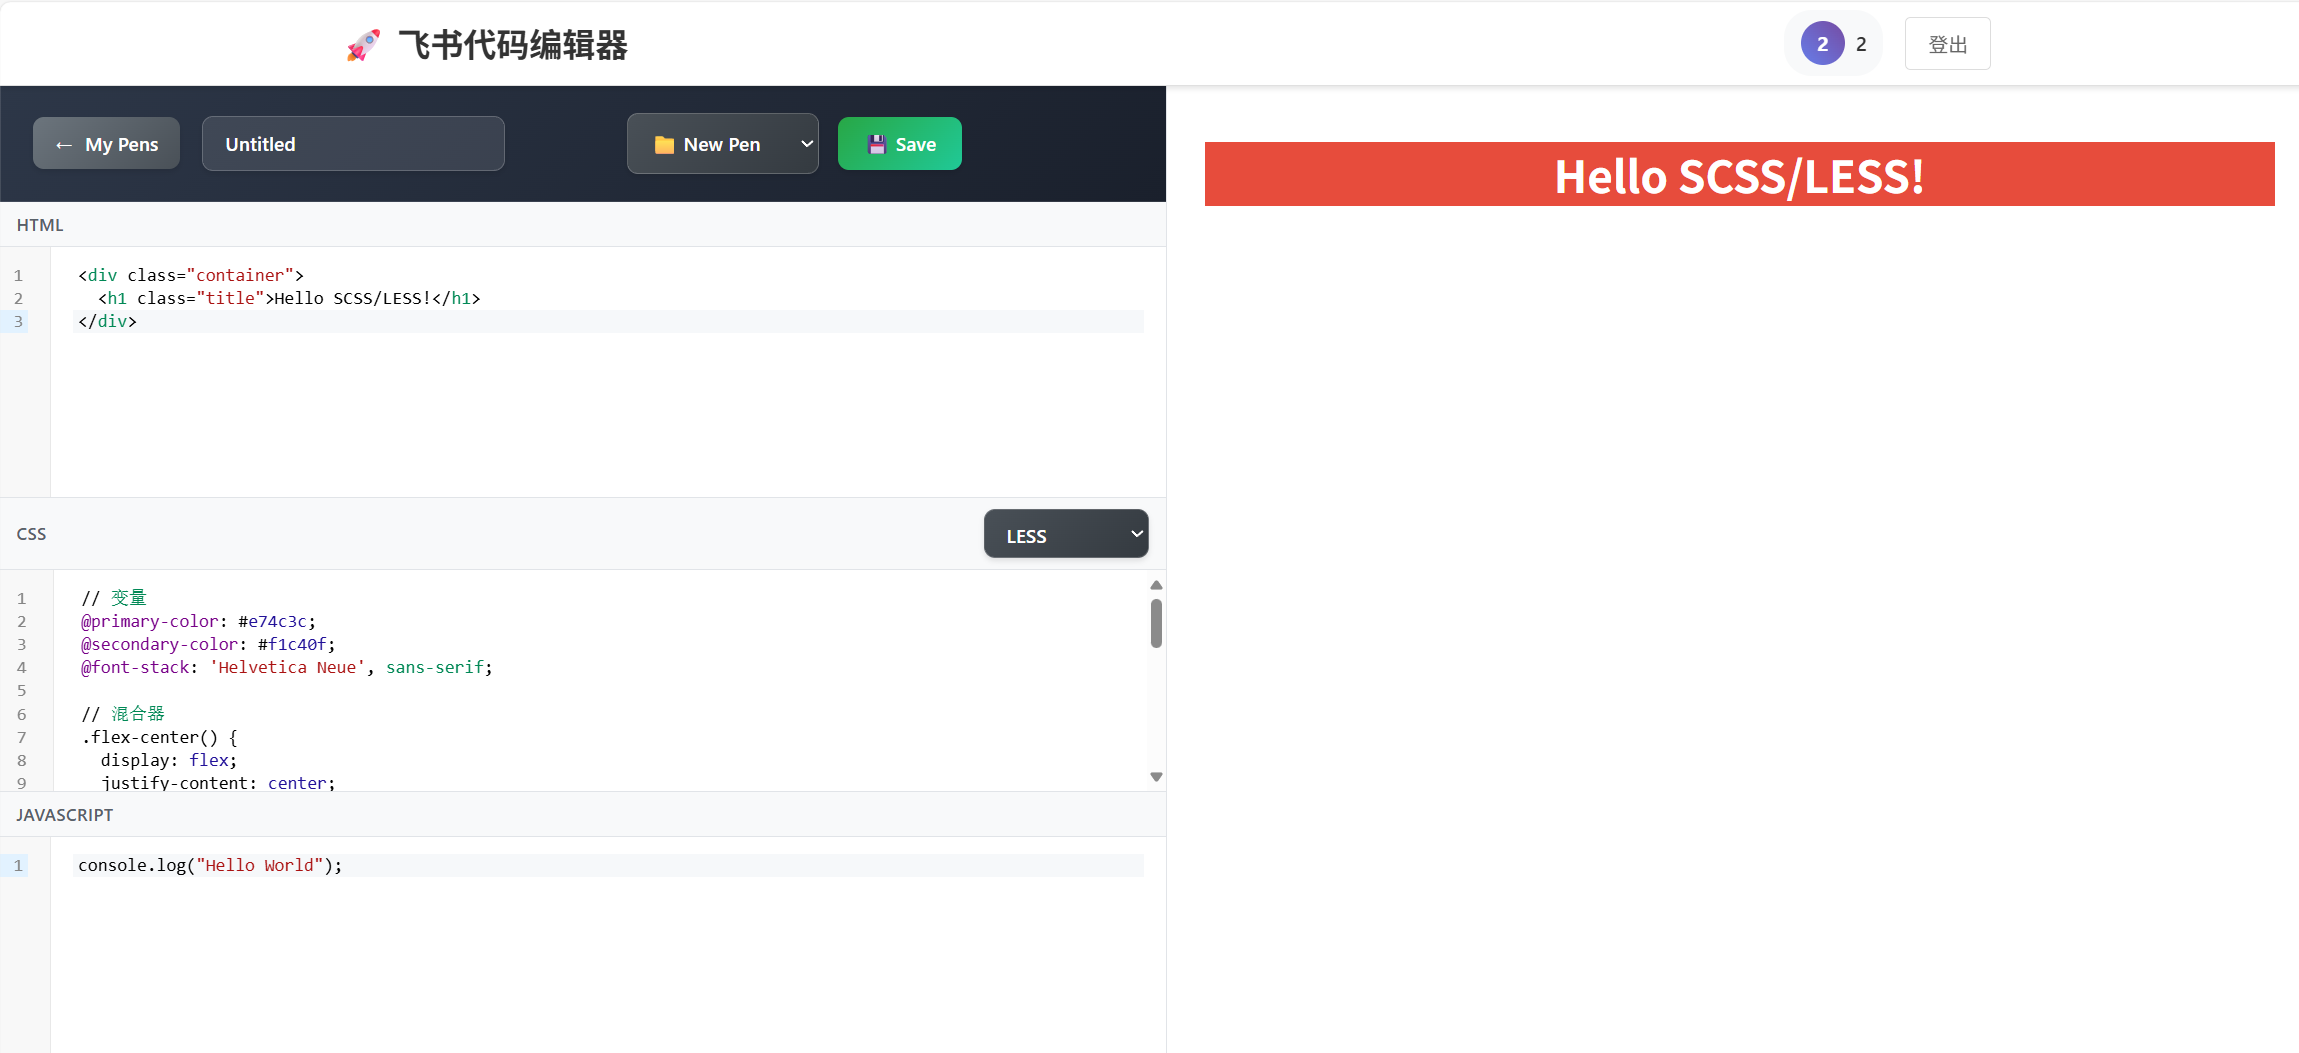 🚀 飞书代码编辑器
2 2 登出
← My Pens Untitled 📁 New Pen 💾 Save
HTML
1 <div class="container">
2   <h1 class="title">Hello SCSS/LESS!</h1>
3 </div>
CSS LESS
1 // 变量
2 @primary-color: #e74c3c;
3 @secondary-color: #f1c40f;
4 @font-stack: 'Helvetica Neue', sans-serif;
5
6 // 混合器
7 .flex-center() {
8   display: flex;
9   justify-content: center;
JAVASCRIPT
1 console.log("Hello World");
Hello SCSS/LESS!